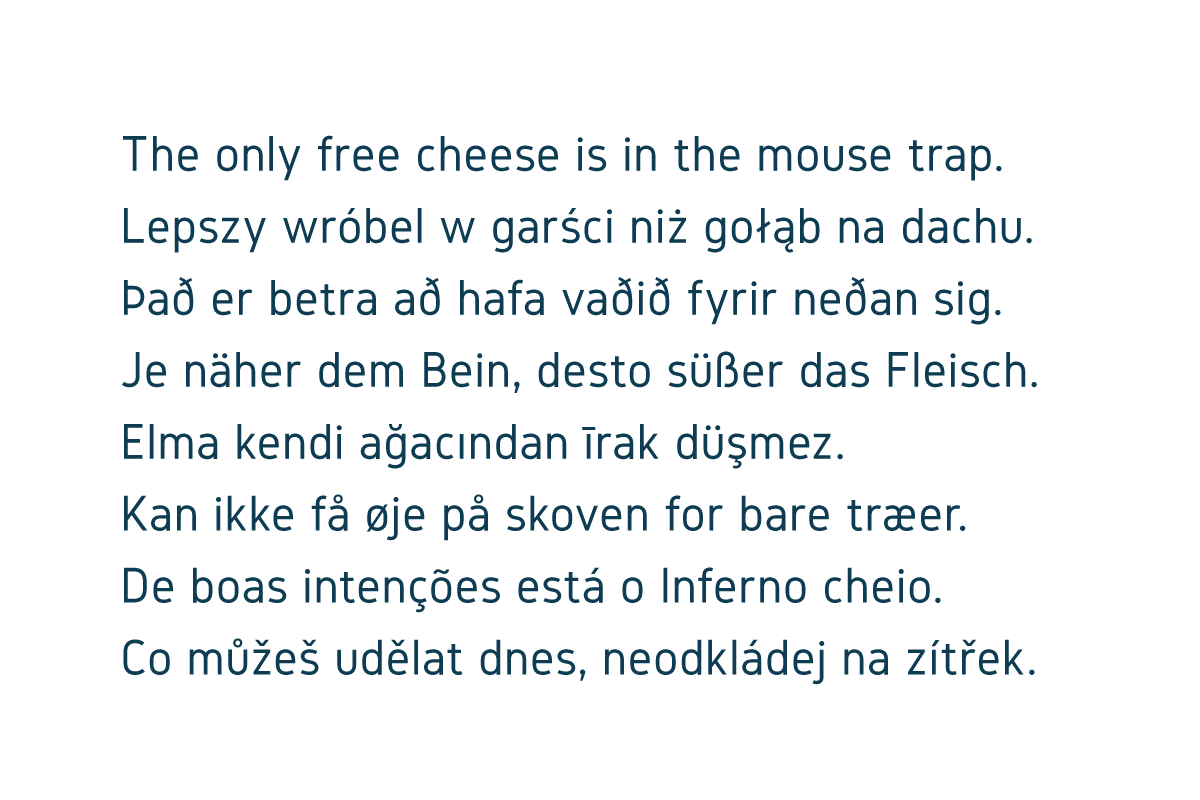 The only free cheese is in the mouse trap.
Lepszy wróbel w garści niż gołąb na dachu.
Það er betra að hafa vaðið fyrir neðan sig.
Je näher dem Bein, desto süßer das Fleisch.
Elma kendi ağacından īrak düşmez.
Kan ikke få øje på skoven for bare træer.
De boas intenções está o Inferno cheio.
Co můžeš udělat dnes, neodkládej na zítřek.